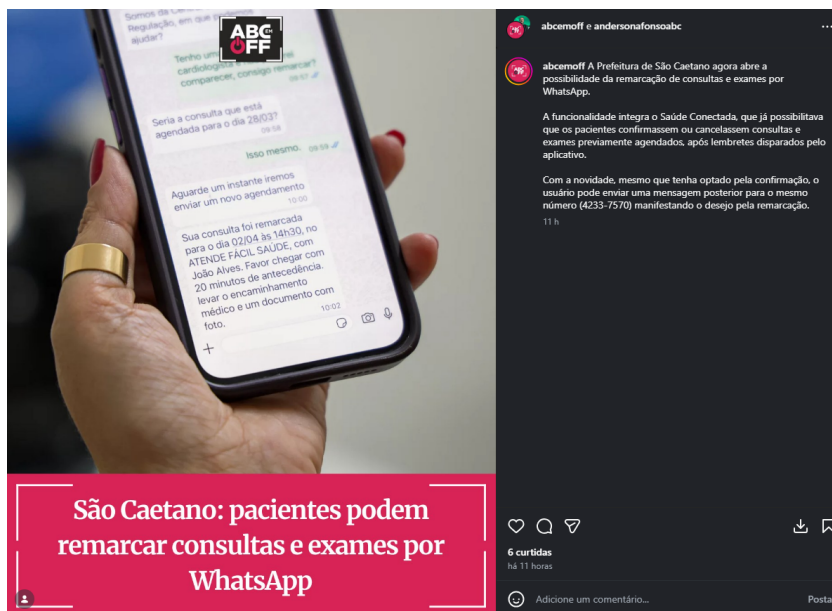 Somos da Central de
Regulação, em que podemos
ajudar?
Tenho um
cardiologista e não
comparecer, consigo remarcar?
09:57
Seria a consulta que está
agendada para o dia 28/03?
09:58
Isso mesmo. 09:59
Aguarde um instante iremos
enviar um novo agendamento
10:00
Sua consulta foi remarcada
para o dia 02/04 às 14h30, no
ATENDE FÁCIL SAÚDE, com
João Alves. Favor chegar com
20 minutos de antecedência,
levar o encaminhamento
médico e um documento com
foto.
10:02
ABC EM
OFF
São Caetano: pacientes podem
remarcar consultas e exames por
WhatsApp
abcemoff e andersonafonsoabc
abcemoff A Prefeitura de São Caetano agora abre a
possibilidade da remarcação de consultas e exames por
WhatsApp.
A funcionalidade integra o Saúde Conectada, que já possibilitava
que os pacientes confirmassem ou cancelassem consultas e
exames previamente agendados, após lembretes disparados pelo
aplicativo.
Com a novidade, mesmo que tenha optado pela confirmação, o
usuário pode enviar uma mensagem posterior para o mesmo
número (4233-7570) manifestando o desejo pela remarcação.
11 h
6 curtidas
há 11 horas
Adicione um comentário...
Posta